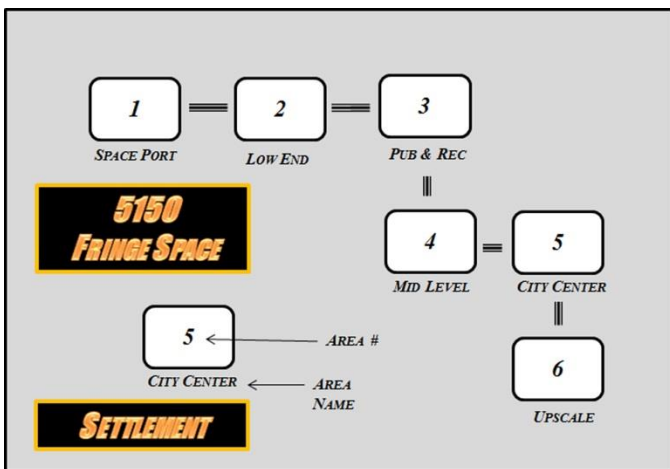 1
2
3
SPACE PORT
LOW END
PUB & REC
5150
FRINGE SPACE
4
5
MID LEVEL
CITY CENTER
5
AREA #
CITY CENTER
AREA
NAME
6
UPSCALE
SETTLEMENT